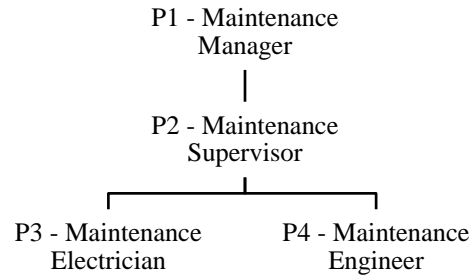 P1 - Maintenance
Manager
P2 - Maintenance
Supervisor
P3 - Maintenance
Electrician
P4 - Maintenance
Engineer